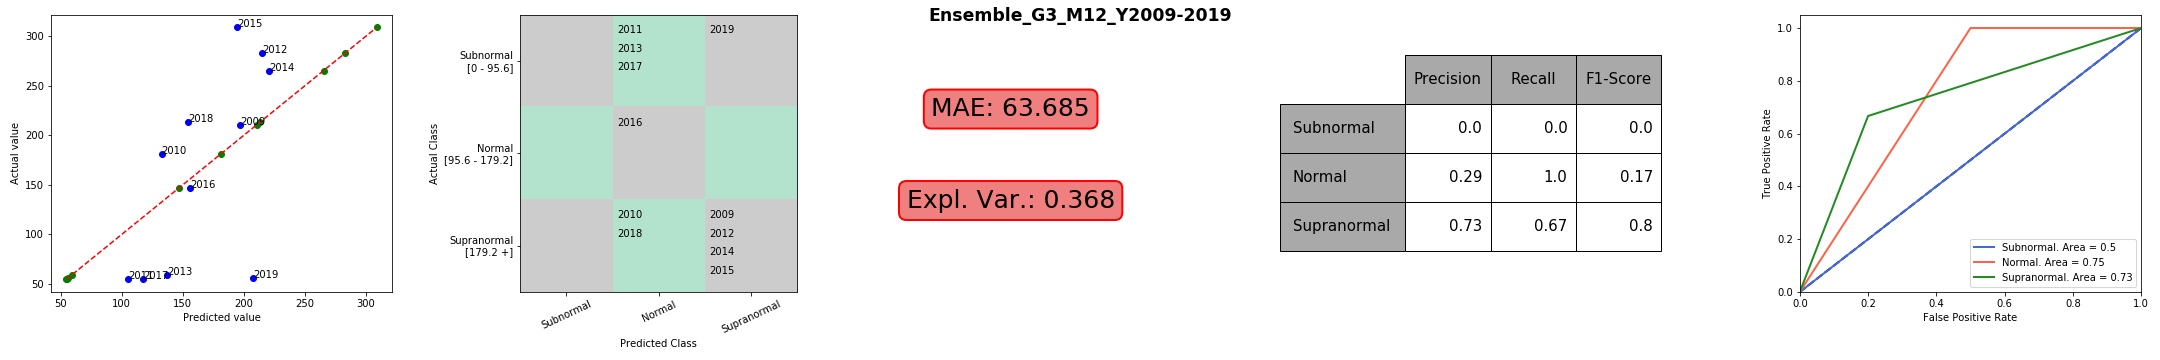 Ensemble_G3_M12_Y2009-2019
Actual value
300
250
200
150
100
50
50
100
150
200
250
300
Predicted value
2015
2012
2014
2018
2009
2010
2016
2011
2017
2013
2019
Actual Class
Subnormal
[0 - 95.6]
Normal
[95.6 - 179.2]
Supranormal
[179.2 +]
2011
2013
2017
2019
2016
2010
2018
2009
2012
2014
2015
Subnormal
Normal
Supranormal
Predicted Class
MAE: 63.685
Expl. Var.: 0.368
Precision Recall F1-Score
Subnormal 0.0 0.0 0.0
Normal 0.29 1.0 0.17
Supranormal 0.73 0.67 0.8
True Positive Rate
1.0
0.8
0.6
0.4
0.2
0.0
0.0
0.2
0.4
0.6
0.8
1.0
False Positive Rate
Subnormal. Area = 0.5
Normal. Area = 0.75
Supranormal. Area = 0.73